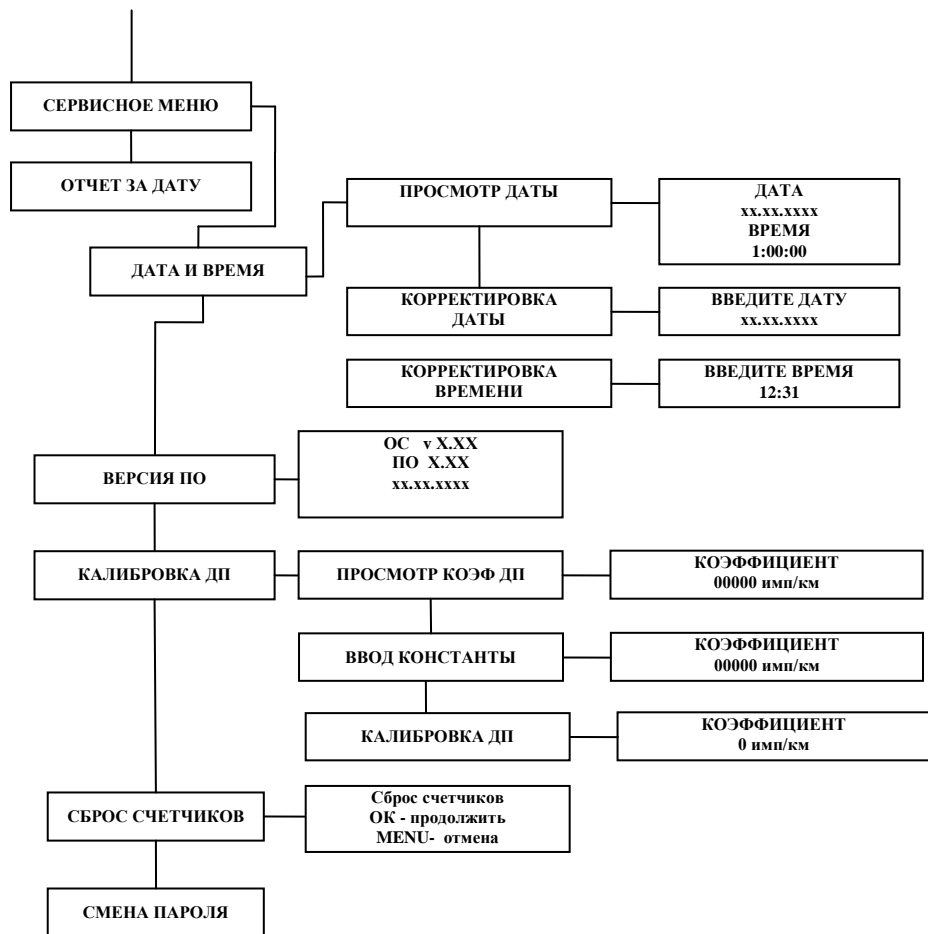 СЕРВИСНОЕ МЕНЮ
ОТЧЕТ ЗА ДАТУ
ДАТА И ВРЕМЯ
ПРОСМОТР ДАТЫ
ДАТА
xx.xx.xxxx
ВРЕМЯ
1:00:00
КОРРЕКТИРОВКА
ДАТЫ
ВВЕДИТЕ ДАТУ
xx.xx.xxxx
КОРРЕКТИРОВКА
ВРЕМЕНИ
ВВЕДИТЕ ВРЕМЯ
12:31
ВЕРСИЯ ПО
ОС v X.XX
ПО X.XX
xx.xx.xxxx
КАЛИБРОВКА ДП
ПРОСМОТР КОЭФ ДП
КОЭФФИЦИЕНТ
00000 имп/км
ВВОД КОНСТАНТЫ
КОЭФФИЦИЕНТ
00000 имп/км
КАЛИБРОВКА ДП
КОЭФФИЦИЕНТ
0 имп/км
СБРОС СЧЕТЧИКОВ
Сброс счетчиков
ОК - продолжить
MENU- отмена
СМЕНА ПАРОЛЯ